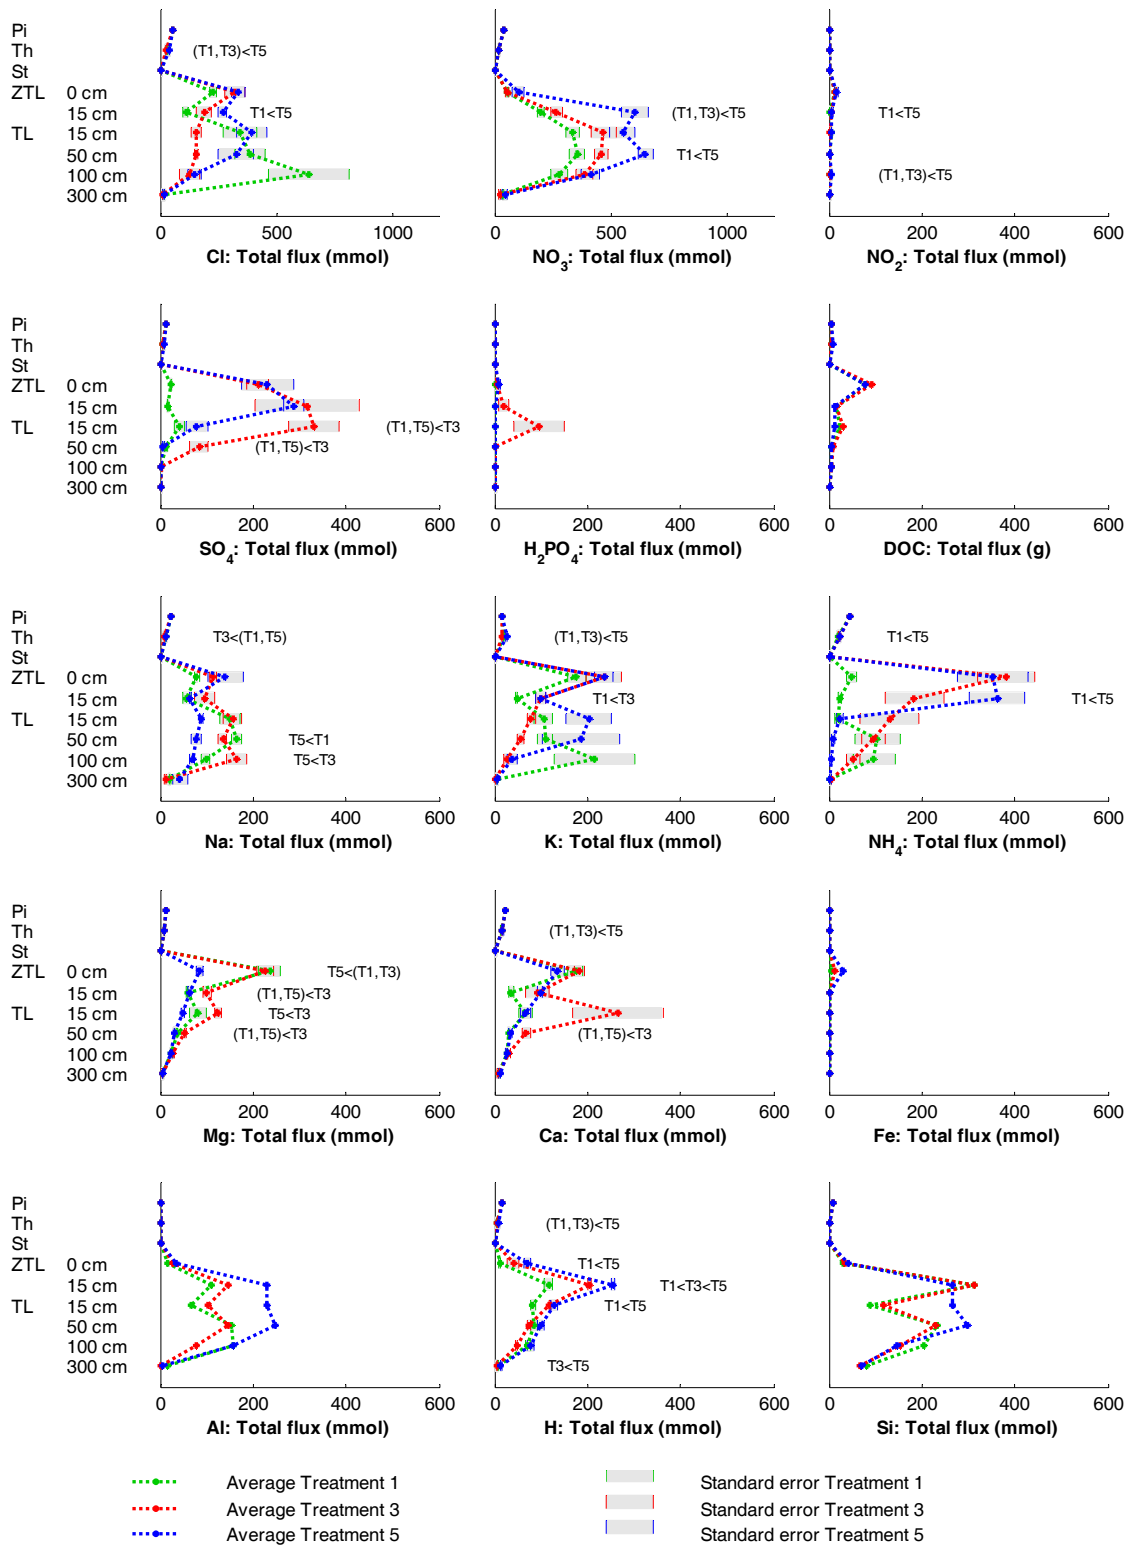 Pi
Th (T1,T3)<T5
St
ZTL 0 cm
15 cm T1<T5 (T1,T3)<T5 T1<T5
TL 15 cm
50 cm T1<T5
100 cm (T1,T3)<T5
300 cm
0 500 1000 0 500 1000 0 200 400 600
Cl: Total flux (mmol) NO3: Total flux (mmol) NO2: Total flux (mmol)
Pi
Th
St
ZTL 0 cm
15 cm
TL 15 cm (T1,T5)<T3
50 cm (T1,T5)<T3
100 cm
300 cm
0 200 400 600 0 200 400 600 0 200 400 600
SO4: Total flux (mmol) H2PO4: Total flux (mmol) DOC: Total flux (g)
Pi
Th T3<(T1,T5) (T1,T3)<T5 T1<T5
St
ZTL 0 cm
15 cm T1<T3 T1<T5
TL 15 cm
50 cm T5<T1
100 cm T5<T3
300 cm
0 200 400 600 0 200 400 600 0 200 400 600
Na: Total flux (mmol) K: Total flux (mmol) NH4: Total flux (mmol)
Pi
Th (T1,T3)<T5
St
ZTL 0 cm T5<(T1,T3)
15 cm (T1,T5)<T3
TL 15 cm T5<T3
50 cm (T1,T5)<T3 (T1,T5)<T3
100 cm
300 cm
0 200 400 600 0 200 400 600 0 200 400 600
Mg: Total flux (mmol) Ca: Total flux (mmol) Fe: Total flux (mmol)
Pi
Th (T1,T3)<T5
St
ZTL 0 cm T1<T5
15 cm T1<T3<T5
TL 15 cm T1<T5
50 cm
100 cm
300 cm T3<T5
0 200 400 600 0 200 400 600 0 200 400 600
Al: Total flux (mmol) H: Total flux (mmol) Si: Total flux (mmol)
Average Treatment 1 Standard error Treatment 1
Average Treatment 3 Standard error Treatment 3
Average Treatment 5 Standard error Treatment 5